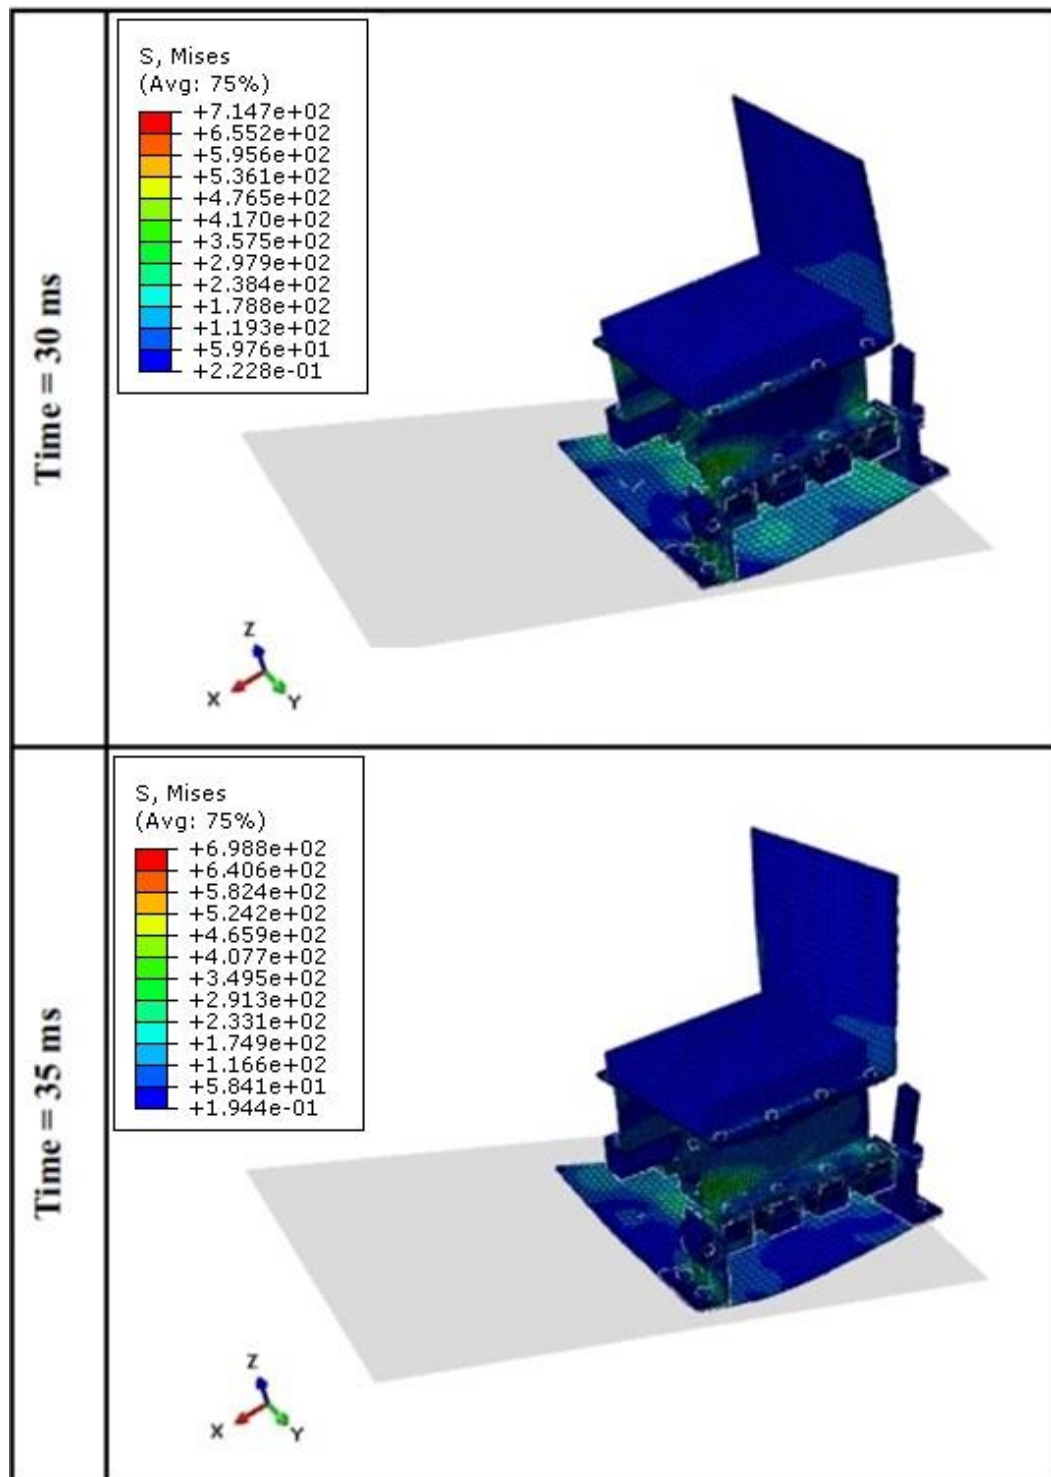 Time = 30 ms
S, Mises
(Avg: 75%)
+7.147e+02
+6.552e+02
+5.956e+02
+5.361e+02
+4.765e+02
+4.170e+02
+3.575e+02
+2.979e+02
+2.384e+02
+1.788e+02
+1.193e+02
+5.976e+01
+2.228e-01
Z
X
Y
Time = 35 ms
S, Mises
(Avg: 75%)
+6.988e+02
+6.406e+02
+5.824e+02
+5.242e+02
+4.659e+02
+4.077e+02
+3.495e+02
+2.913e+02
+2.331e+02
+1.749e+02
+1.166e+02
+5.841e+01
+1.944e-01
Z
X
Y